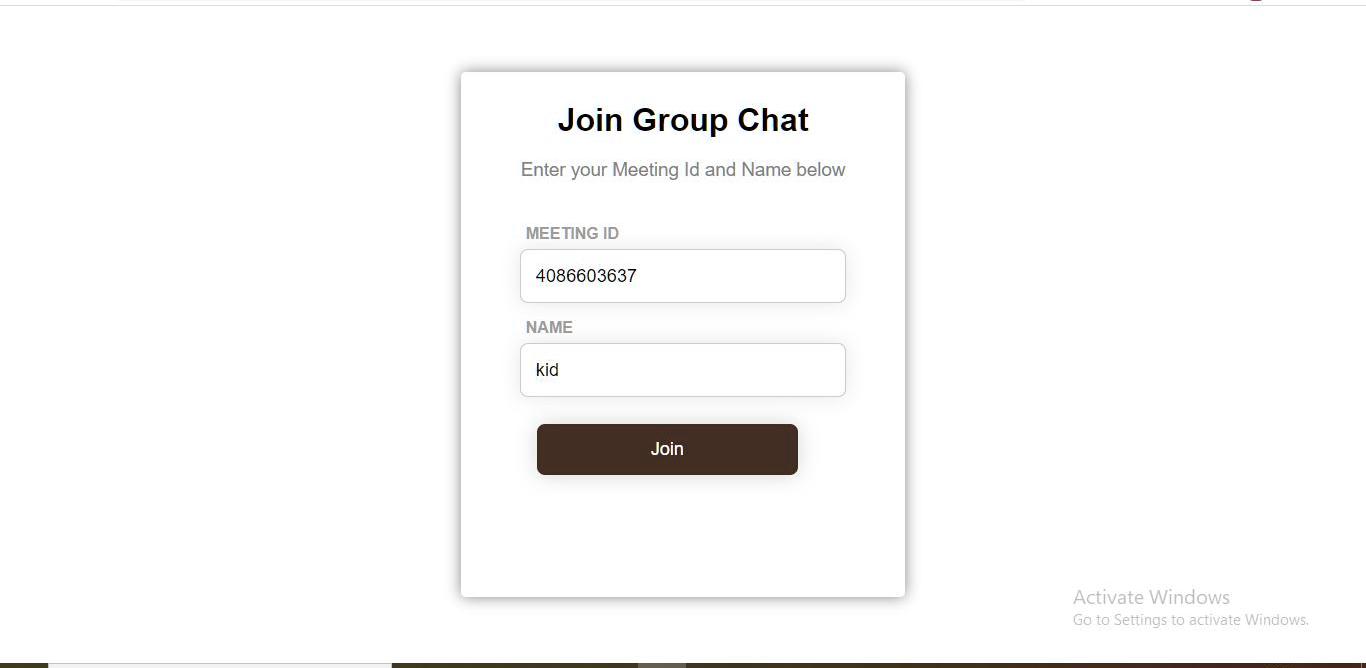 Join Group Chat
Enter your Meeting Id and Name below
MEETING ID
4086603637
NAME
kid
Join
Activate Windows
Go to Settings to activate Windows.